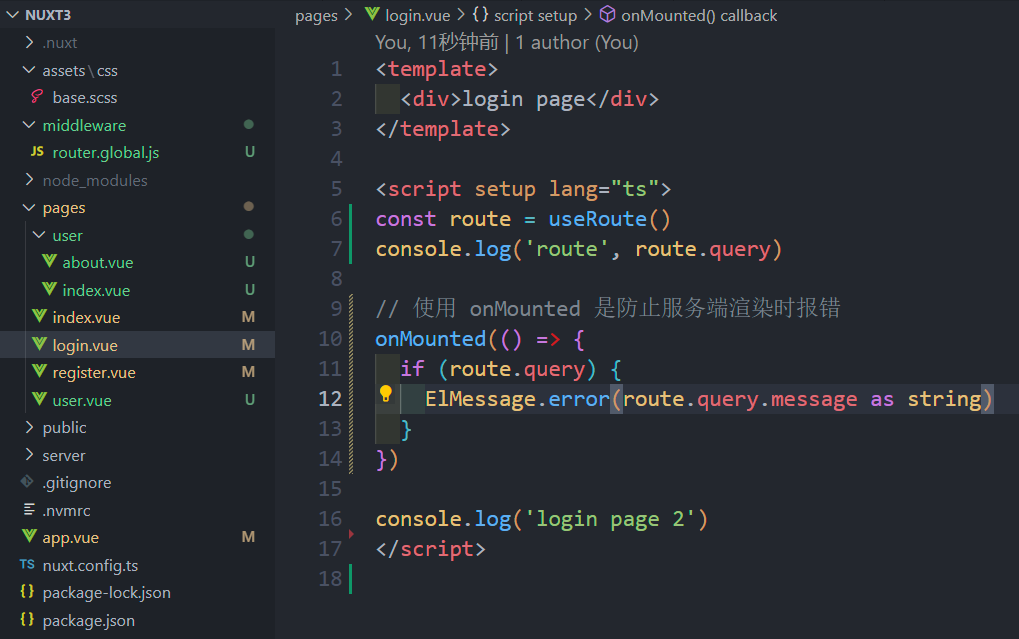 NUXT3
.nuxt
assets\css
base.scss
middleware
JS router.global.js U
node_modules
pages
user
about.vue U
index.vue U
index.vue M
login.vue M
register.vue M
user.vue U
public
server
.gitignore
.nvmrc
app.vue M
TS nuxt.config.ts
{} package-lock.json
{} package.json
pages > login.vue > {} script setup > onMounted() callback
You, 11秒钟前 | 1 author (You)
1 <template>
2 <div>login page</div>
3 </template>
4
5 <script setup lang="ts">
6 const route = useRoute()
7 console.log('route', route.query)
8
9 // 使用 onMounted 是防止服务端渲染时报错
10 onMounted(() => {
11 if (route.query) {
12 ElMessage.error(route.query.message as string)
13 }
14 })
15
16 console.log('login page 2')
17 </script>
18